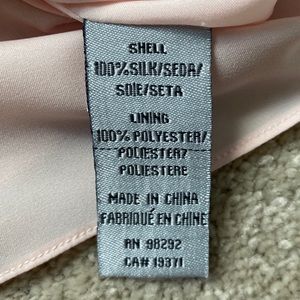 SHELL
100% SILK/SEDA/
SOIE/SETA
LINING
100% POLYESTER/
POLIESTER/
POLIESTERE
MADE IN CHINA
FABRIQUÉ EN CHINE
RN 98292
CA# 19371